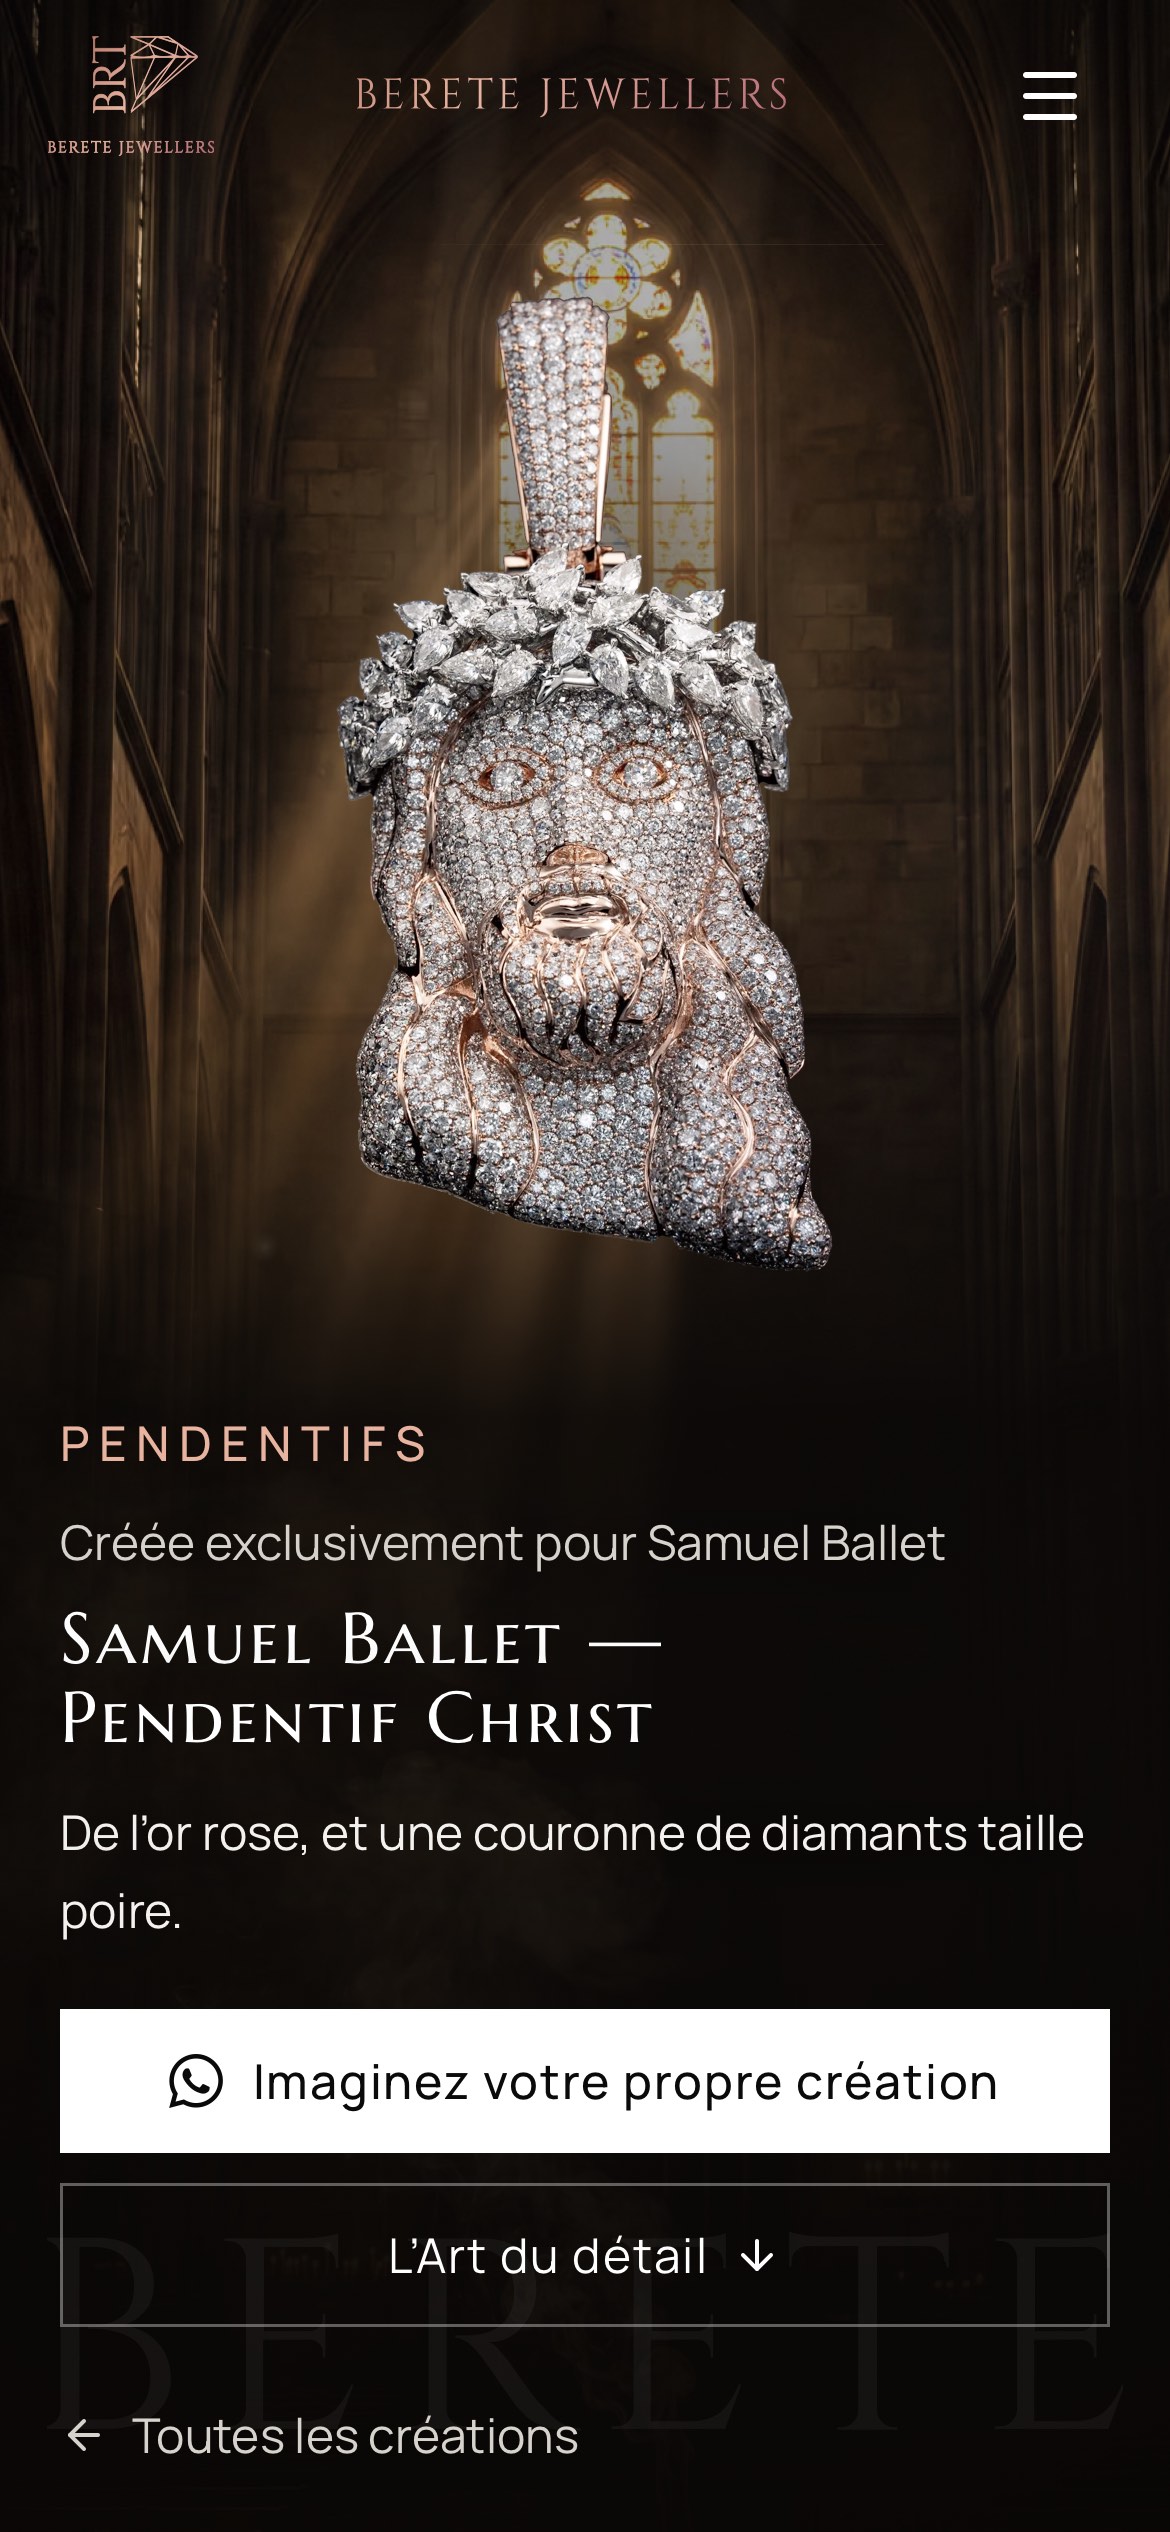 BRT
BERETE JEWELLERS
BERETE JEWELLERS
PENDENTIFS
Créée exclusivement pour Samuel Ballet
Samuel Ballet —
Pendentif Christ
De l’or rose, et une couronne de diamants taille
poire.
Imaginez votre propre création
L’Art du détail ↓
BERETE
← Toutes les créations